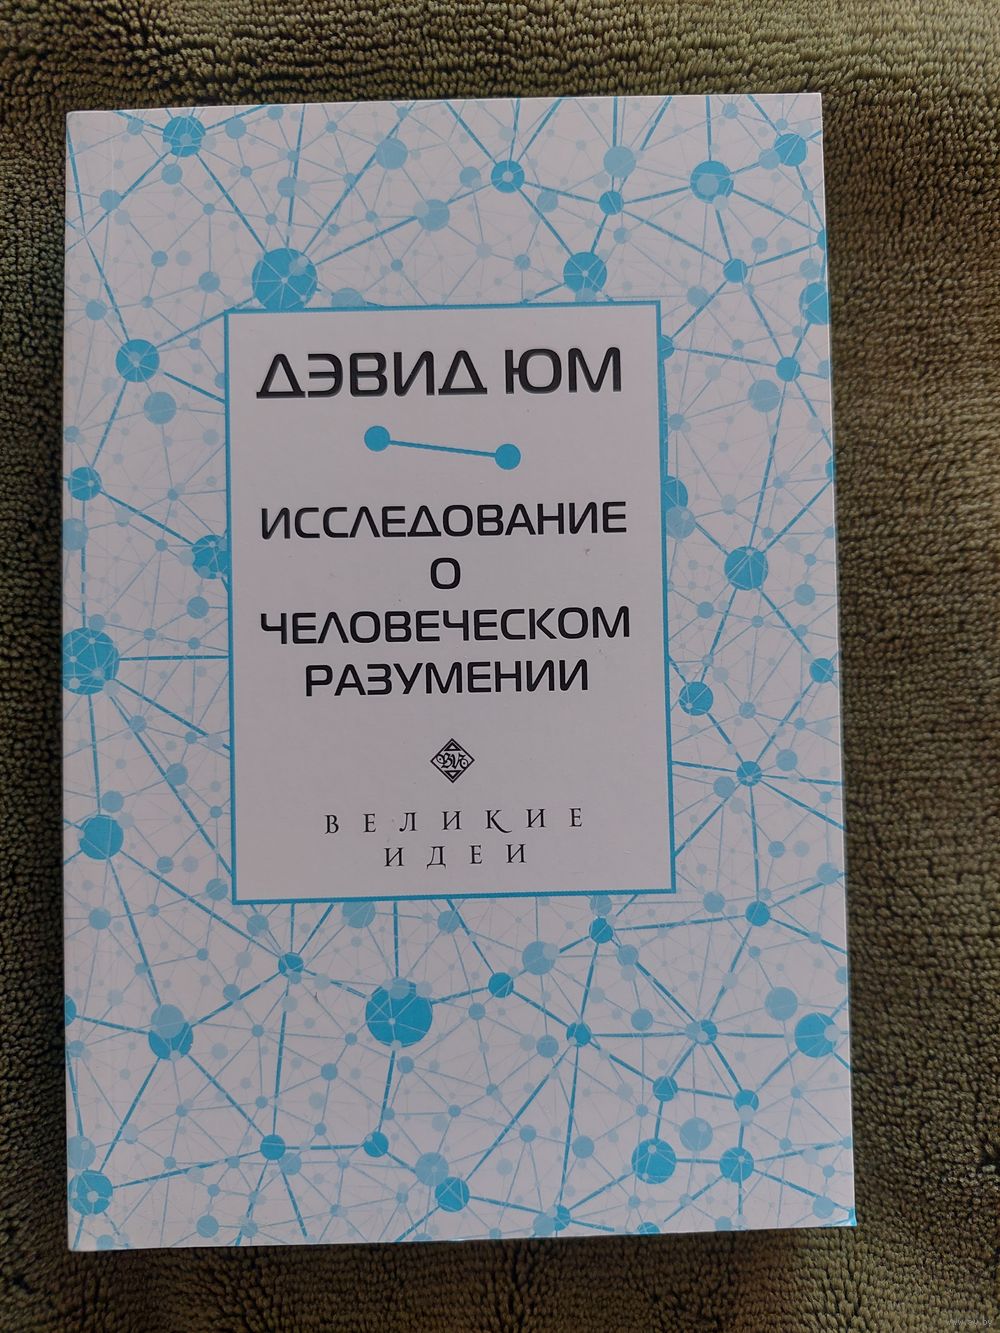 ДЭВИД ЮМ
ИССЛЕДОВАНИЕ
О
ЧЕЛОВЕЧЕСКОМ
РАЗУМЕНИИ
ВЕЛИКИЕ
ИДЕИ